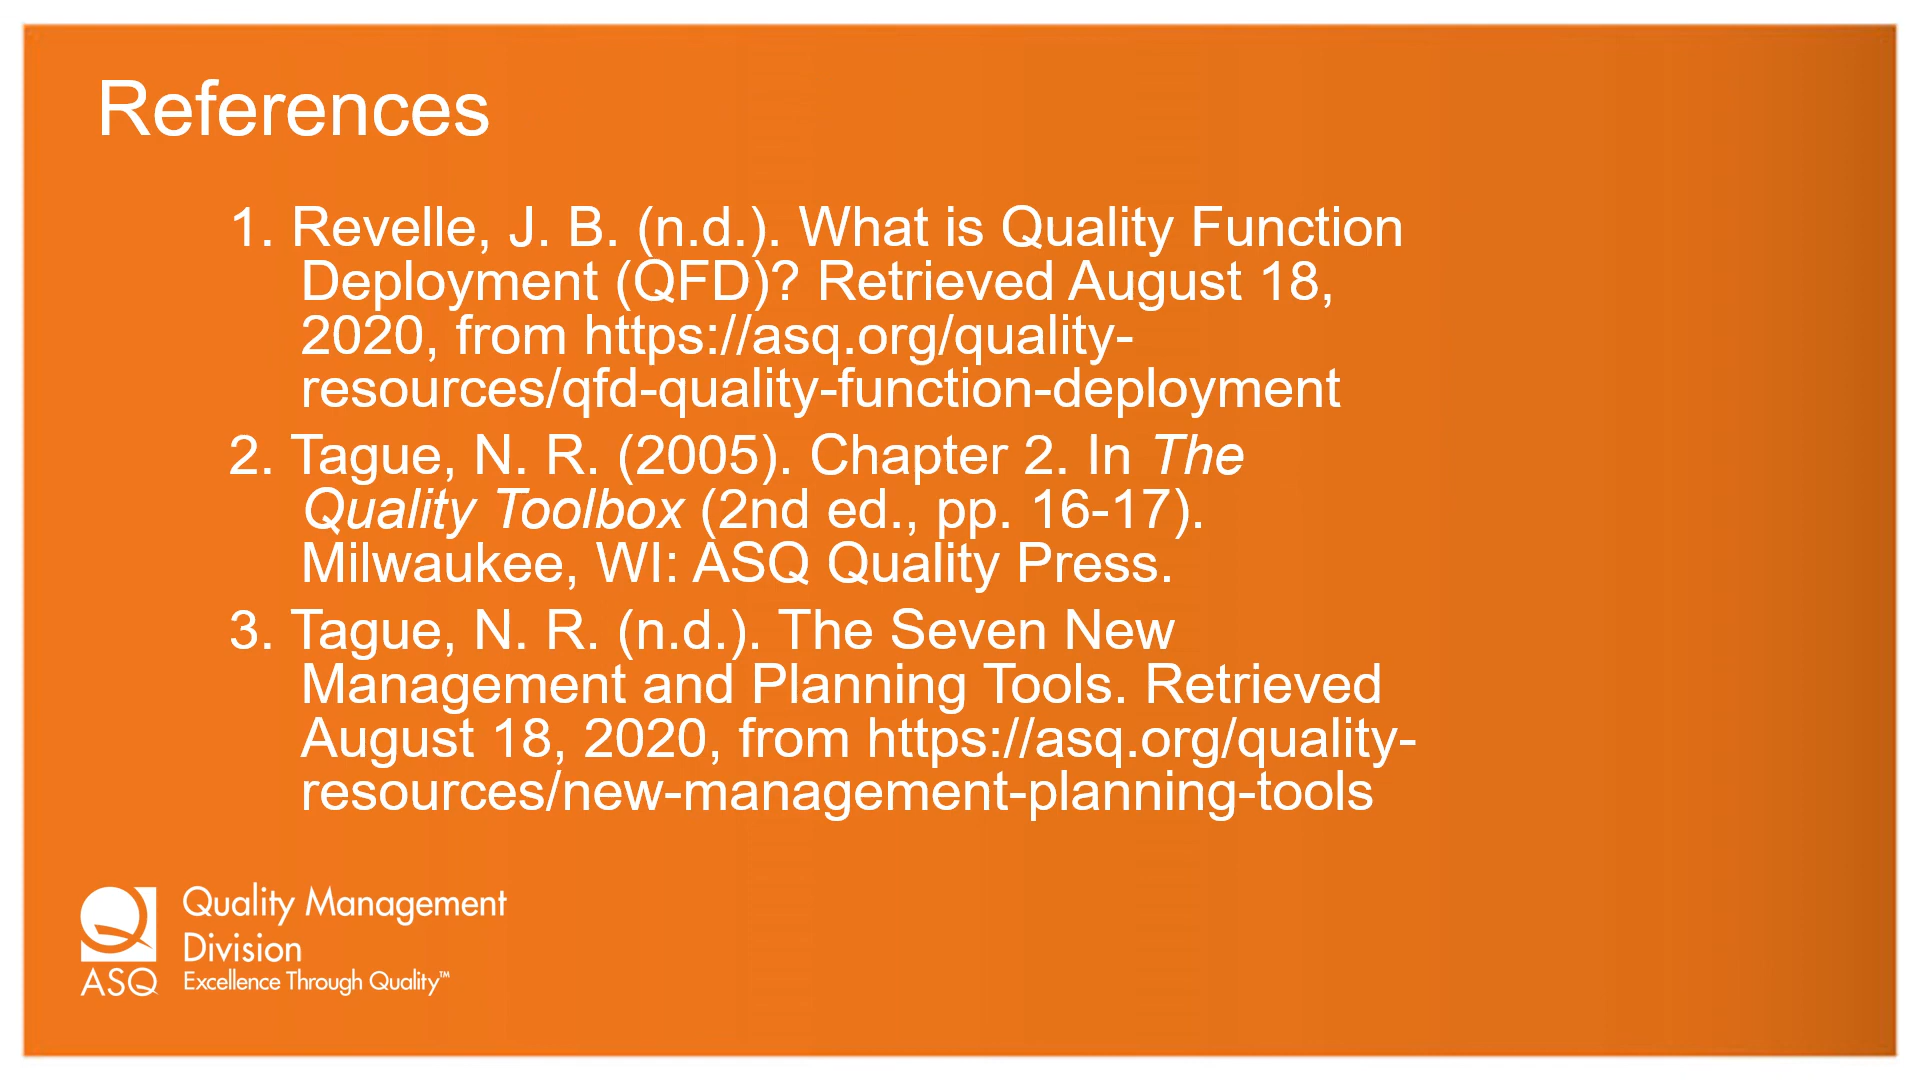 References
1. Revelle, J. B. (n.d.). What is Quality Function
Deployment (QFD)? Retrieved August 18,
2020, from https://asq.org/quality-
resources/qfd-quality-function-deployment
2. Tague, N. R. (2005). Chapter 2. In The
Quality Toolbox (2nd ed., pp. 16-17).
Milwaukee, WI: ASQ Quality Press.
3. Tague, N. R. (n.d.). The Seven New
Management and Planning Tools. Retrieved
August 18, 2020, from https://asq.org/quality-
resources/new-management-planning-tools
Quality Management
Division
ASQ Excellence Through Quality™